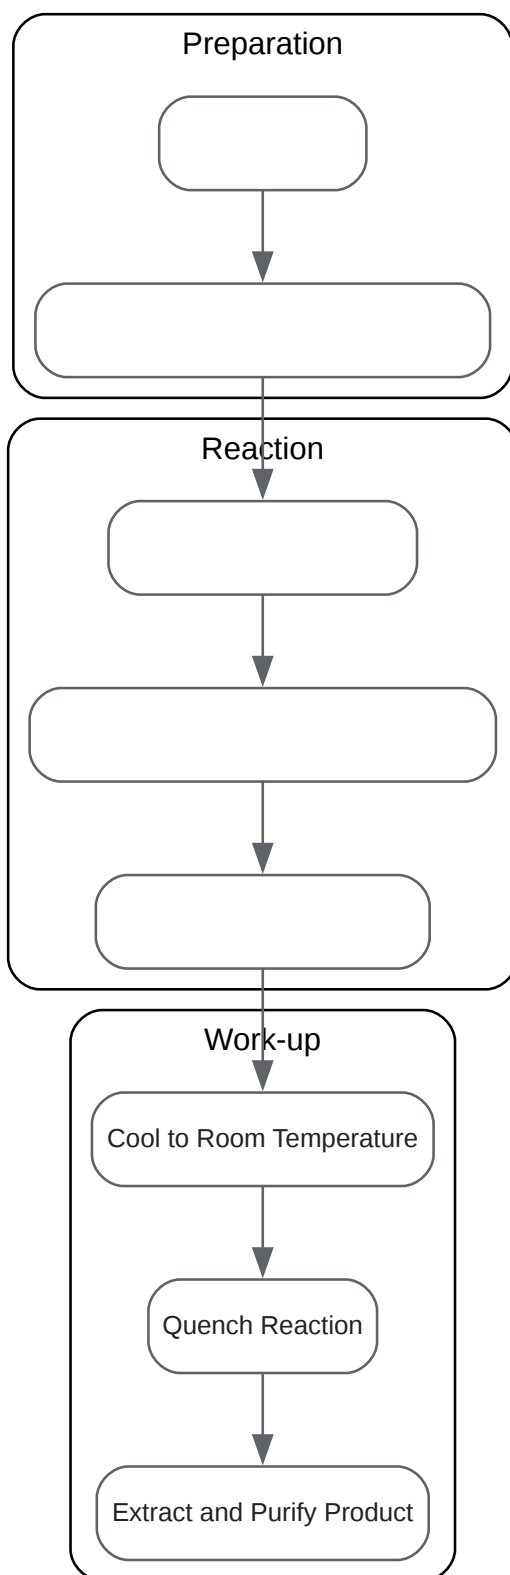 Preparation
Reaction
Work-up
Cool to Room Temperature
Quench Reaction
Extract and Purify Product